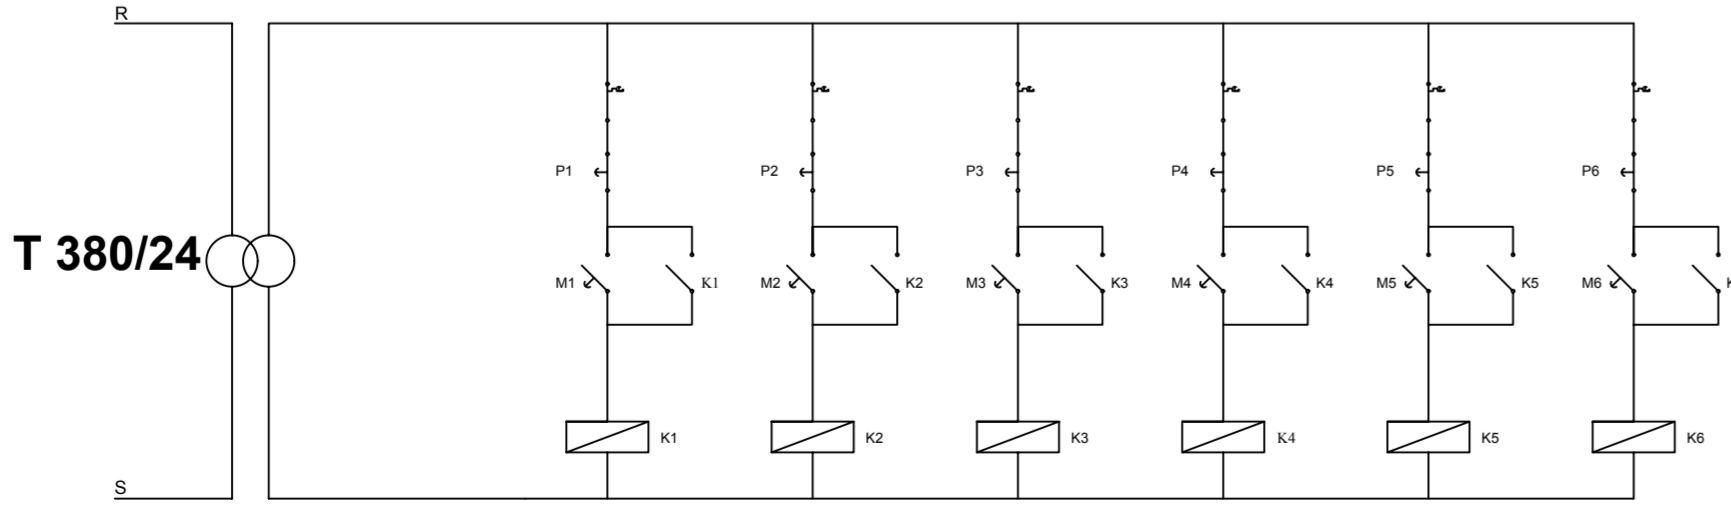 R
P1 P2 P3 P4 P5 P6
T 380/24
M1 K1 M2 K2 M3 K3 M4 K4 M5 K5 M6 K
K1 K2 K3 K4 K5 K6
S